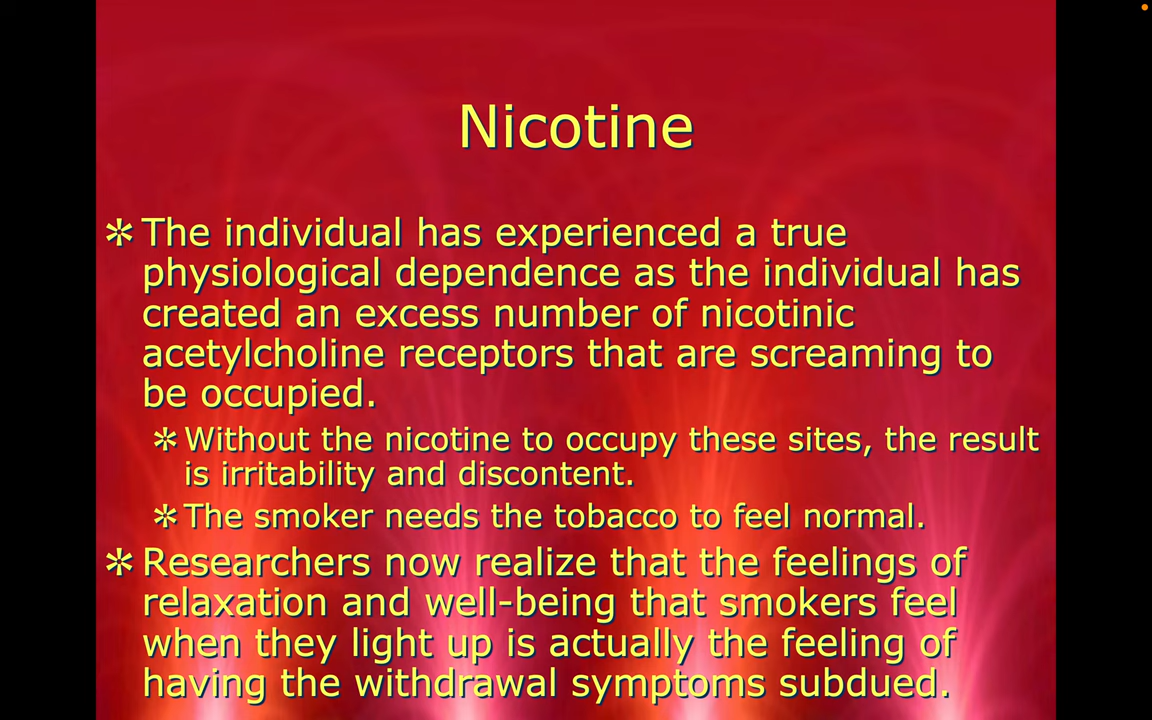 Nicotine
✲ The individual has experienced a true
physiological dependence as the individual has
created an excess number of nicotinic
acetylcholine receptors that are screaming to
be occupied.
✲ Without the nicotine to occupy these sites, the result
is irritability and discontent.
✲ The smoker needs the tobacco to feel normal.
✲ Researchers now realize that the feelings of
relaxation and well-being that smokers feel
when they light up is actually the feeling of
having the withdrawal symptoms subdued.